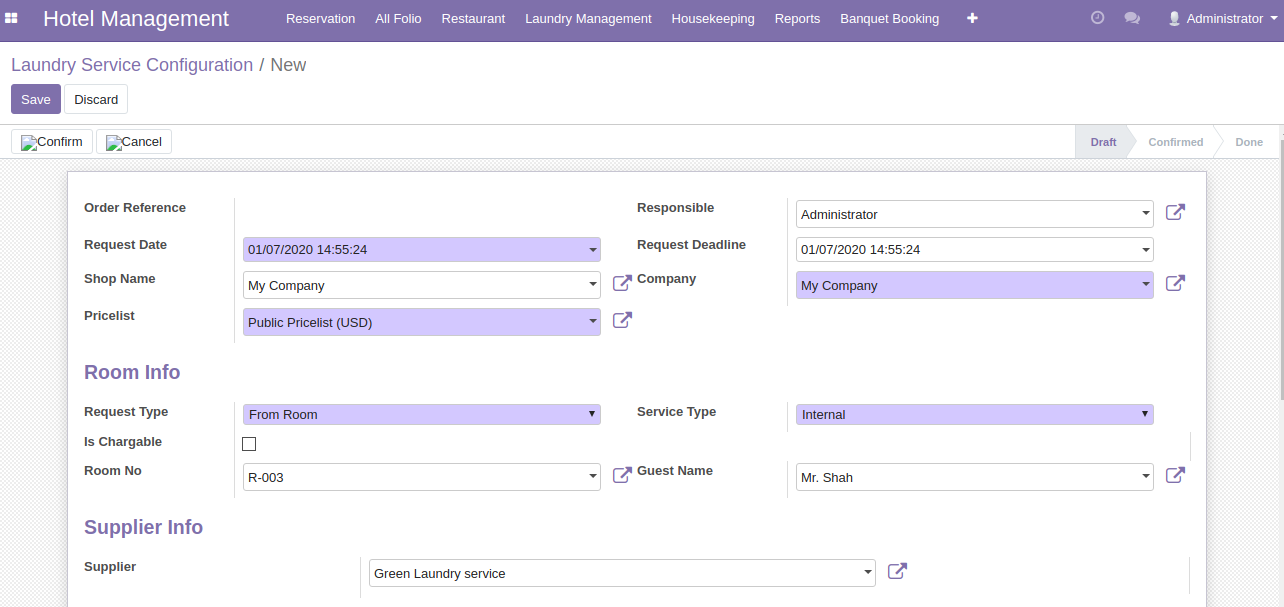 Hotel Management Reservation All Folio Restaurant Laundry Management Housekeeping Reports Banquet Booking Administrator
Laundry Service Configuration / New
Save Discard
Confirm Cancel Draft Confirmed Done
Order Reference Responsible Administrator
Request Date 01/07/2020 14:55:24 Request Deadline 01/07/2020 14:55:24
Shop Name My Company Company My Company
Pricelist Public Pricelist (USD)
Room Info
Request Type From Room Service Type Internal
Is Chargable
Room No R-003 Guest Name Mr. Shah
Supplier Info
Supplier Green Laundry service